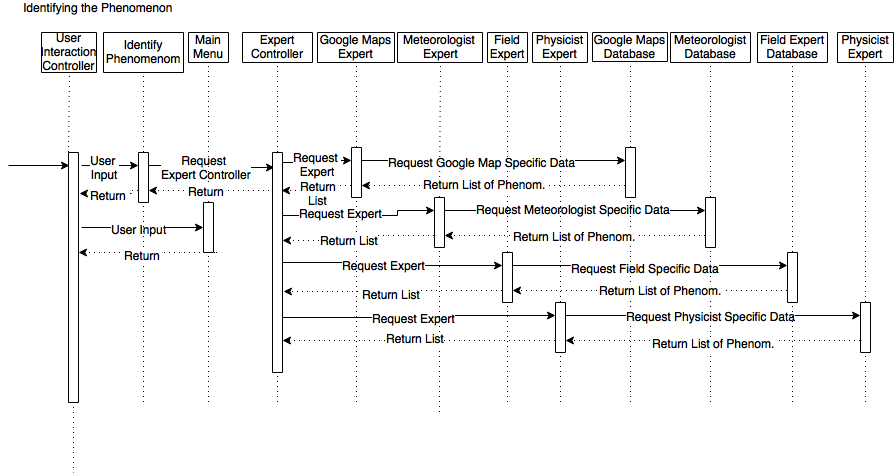 Identifying the Phenomenon
User
Interaction
Controller
Identify
Phenomenom
Main
Menu
Expert
Controller
Google Maps
Expert
Meteorologist
Expert
Field
Expert
Physicist
Expert
Google Maps
Database
Meteorologist
Database
Field Expert
Database
Physicist
Expert
User
Input
Request
Expert Controller
Request
Expert
Request Google Map Specific Data
Return
Return
Return
List
Return List of Phenom.
Request Expert
Request Meteorologist Specific Data
User Input
Return List
Return List of Phenom.
Return
Request Expert
Request Field Specific Data
Return List
Return List of Phenom.
Request Expert
Request Physicist Specific Data
Return List
Return List of Phenom.